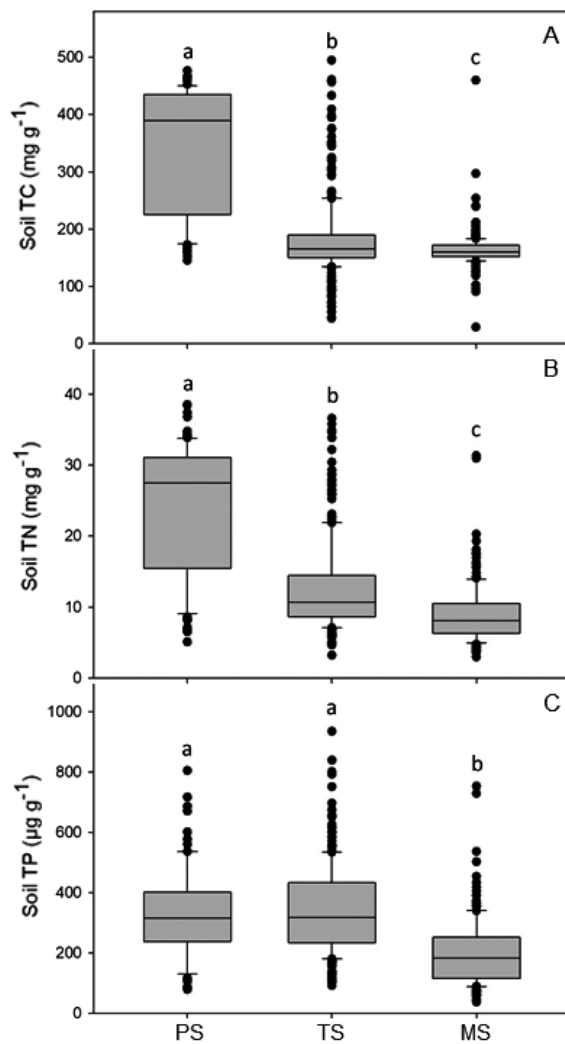 A
a
b
c
500
400
300
200
100
0
Soil TC (mg g⁻¹)
B
a
b
c
40
30
20
10
0
Soil TN (mg g⁻¹)
C
a
a
b
1000
800
600
400
200
0
Soil TP (µg g⁻¹)
PS TS MS